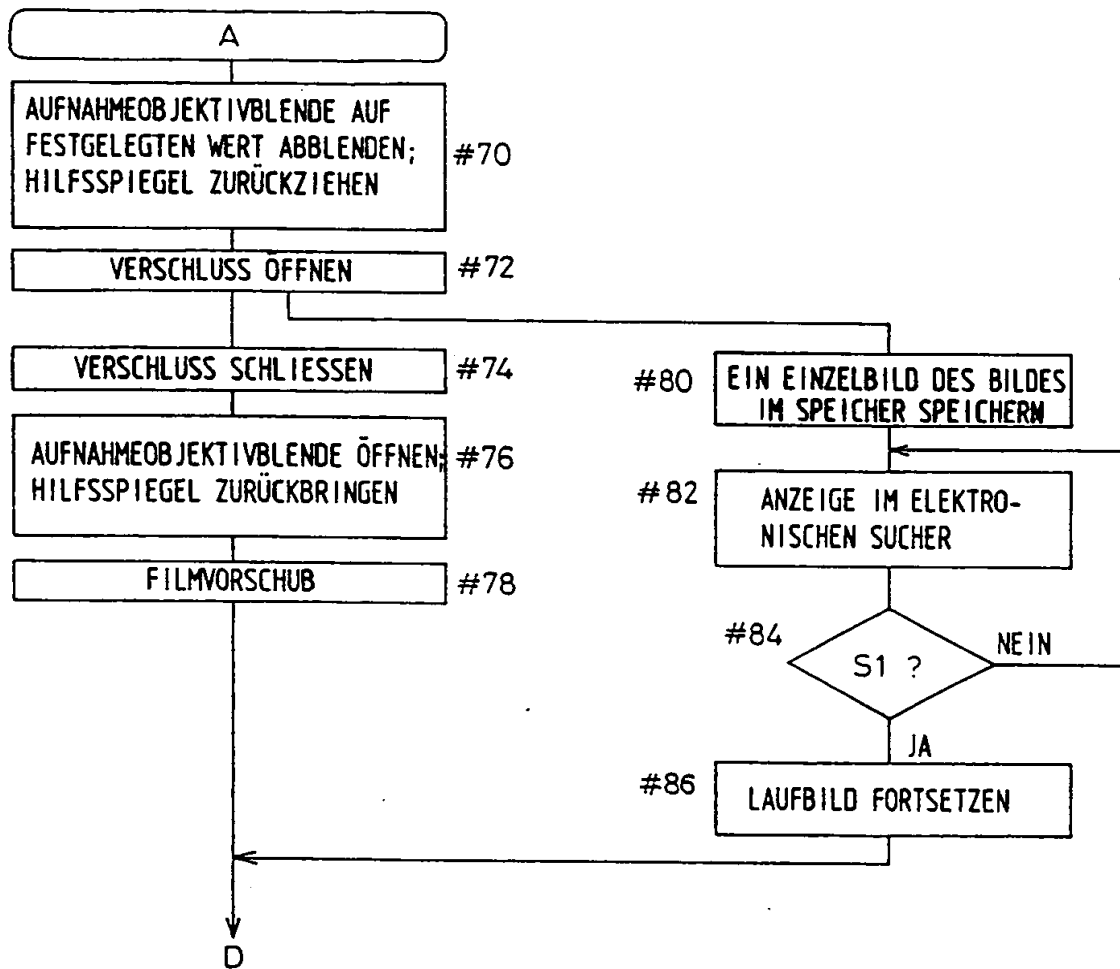 A
AUFNAHMEOBJEKTIVBLENDE AUF
FESTGELEGTEN WERT ABBLENDEN;
HILFSSPIEGEL ZURÜCKZIEHEN
#70
VERSCHLUSS ÖFFNEN
#72
VERSCHLUSS SCHLIESSEN
#74
AUFNAHMEOBJEKTIVBLENDE ÖFFNEN;
HILFSSPIEGEL ZURÜCKBRINGEN
#76
FILMVORSCHUB
#78
#80
EIN EINZELBILD DES BILDES
IM SPEICHER SPEICHERN
#82
ANZEIGE IM ELEKTRO-
NISCHEN SUCHER
#84
S1 ?
NEIN
JA
#86
LAUFBILD FORTSETZEN
D